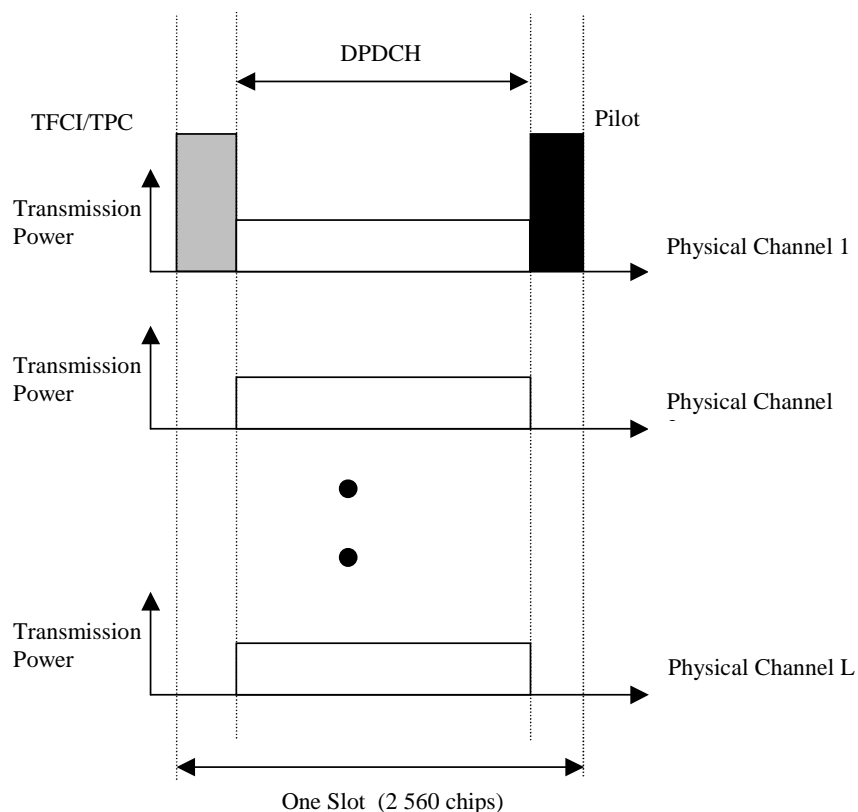 DPDCH
TFCI/TPC
Pilot
Transmission
Power
Physical Channel 1
Transmission
Power
Physical Channel
Transmission
Power
Physical Channel L
One Slot (2 560 chips)